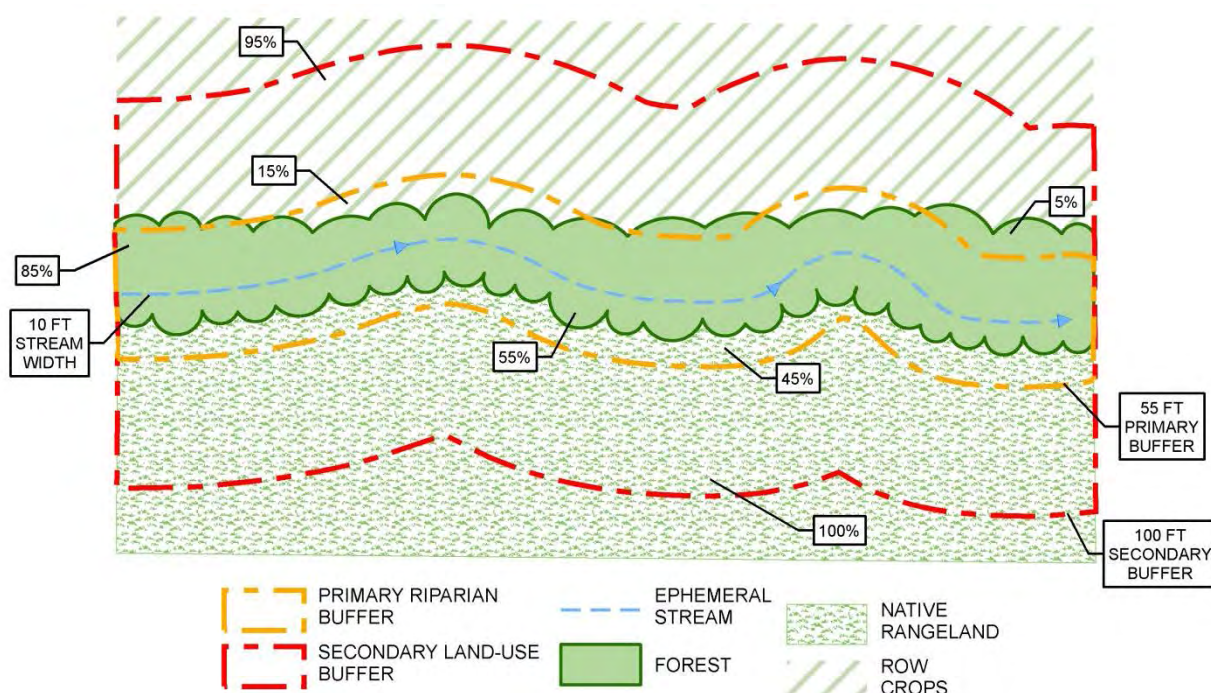 95%
15%
5%
85%
10 FT
STREAM
WIDTH
55%
45%
55 FT
PRIMARY
BUFFER
100%
100 FT
SECONDARY
BUFFER
PRIMARY RIPARIAN
BUFFER
EPHEMERAL
STREAM
NATIVE
RANGELAND
SECONDARY LAND-USE
BUFFER
FOREST
ROW
CROPS